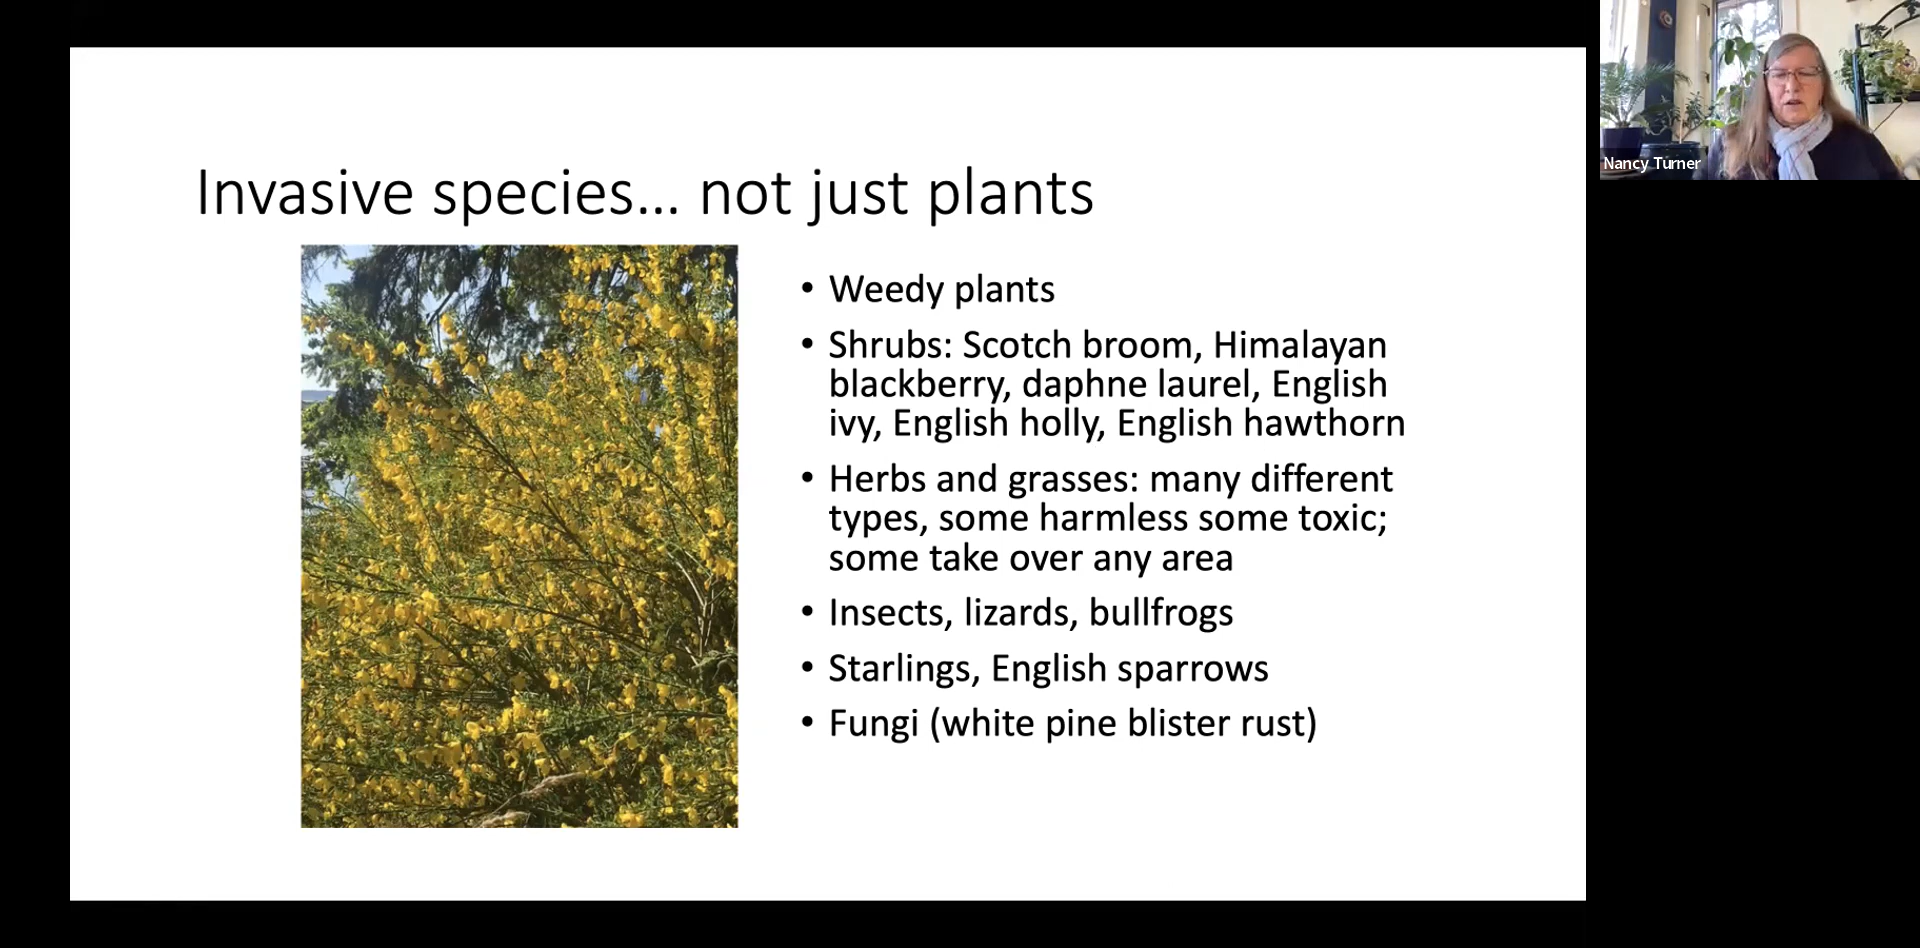 Invasive species... not just plants
• Weedy plants
• Shrubs: Scotch broom, Himalayan
blackberry, daphne laurel, English
ivy, English holly, English hawthorn
• Herbs and grasses: many different
types, some harmless some toxic;
some take over any area
• Insects, lizards, bullfrogs
• Starlings, English sparrows
• Fungi (white pine blister rust)
Nancy Turner